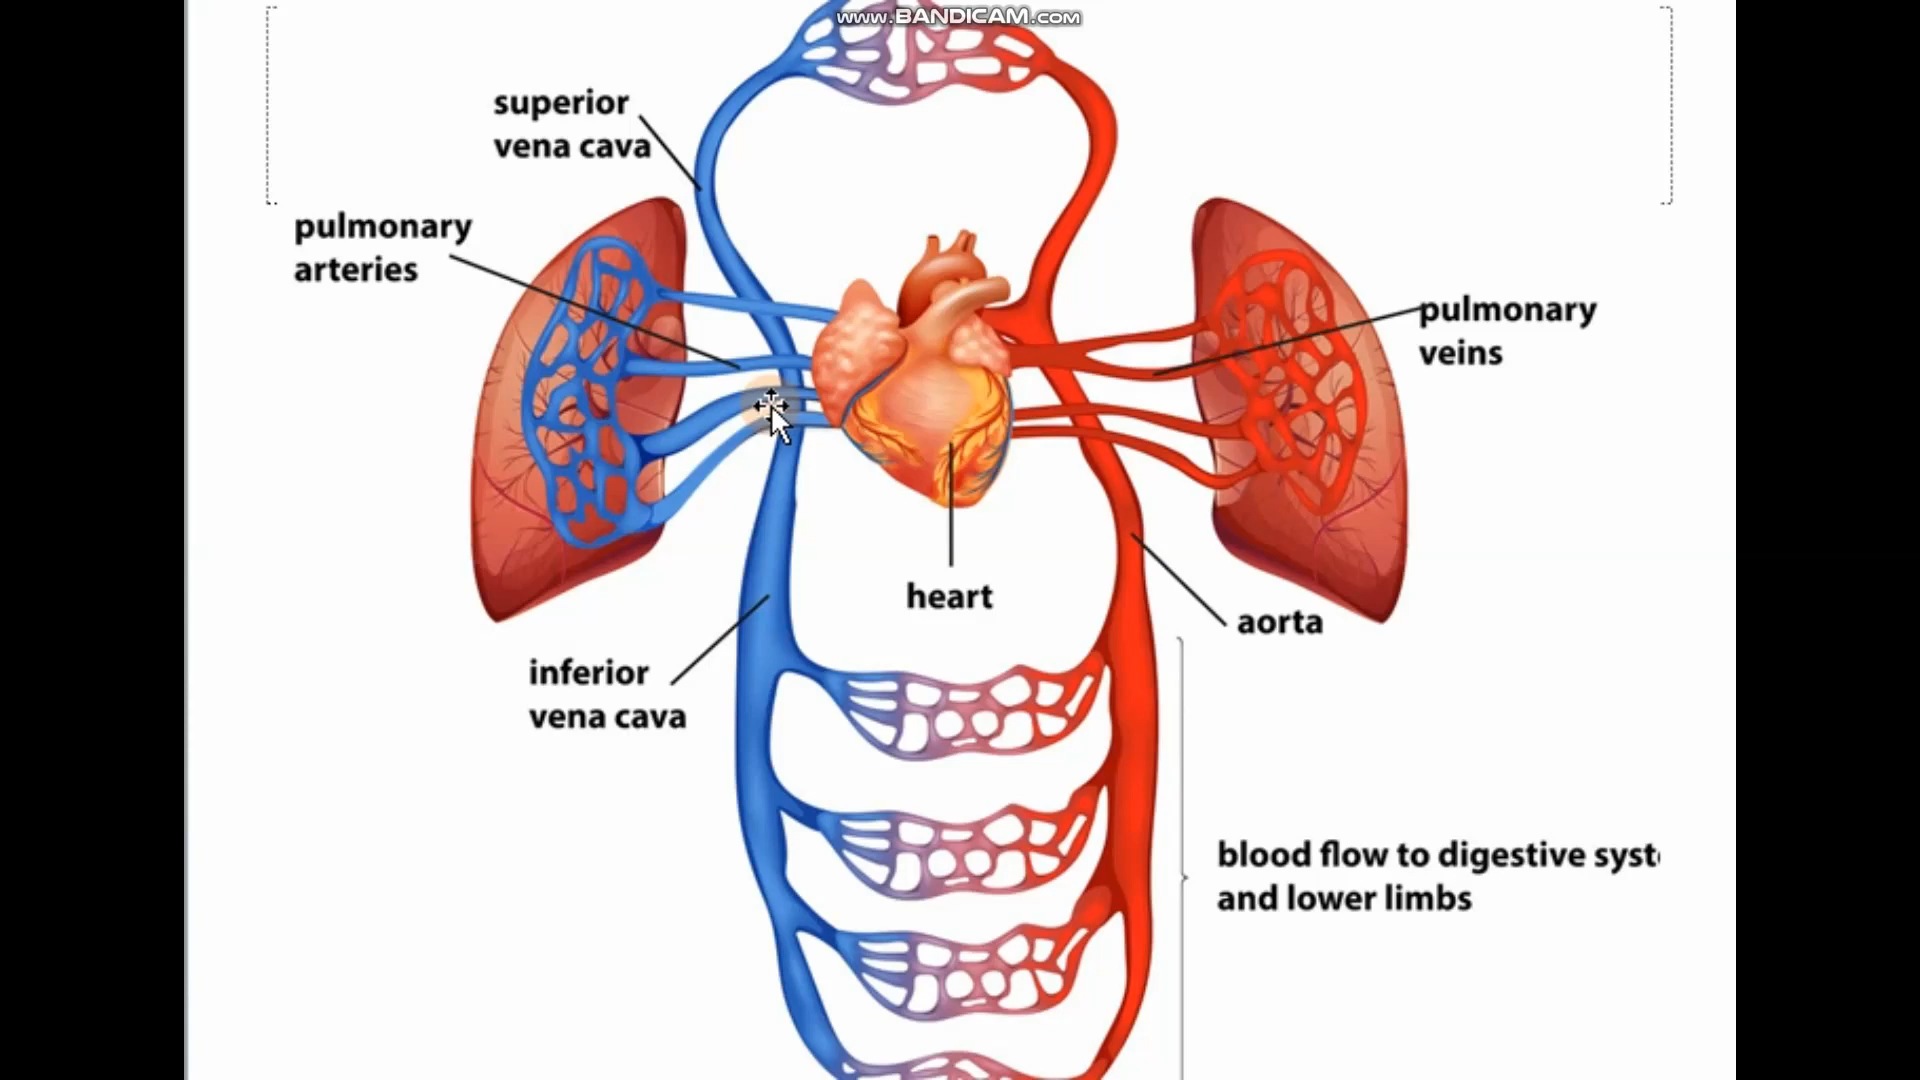 www.BANDICAM.com
superior
vena cava
pulmonary
arteries
pulmonary
veins
heart
aorta
inferior
vena cava
blood flow to digestive syste
and lower limbs